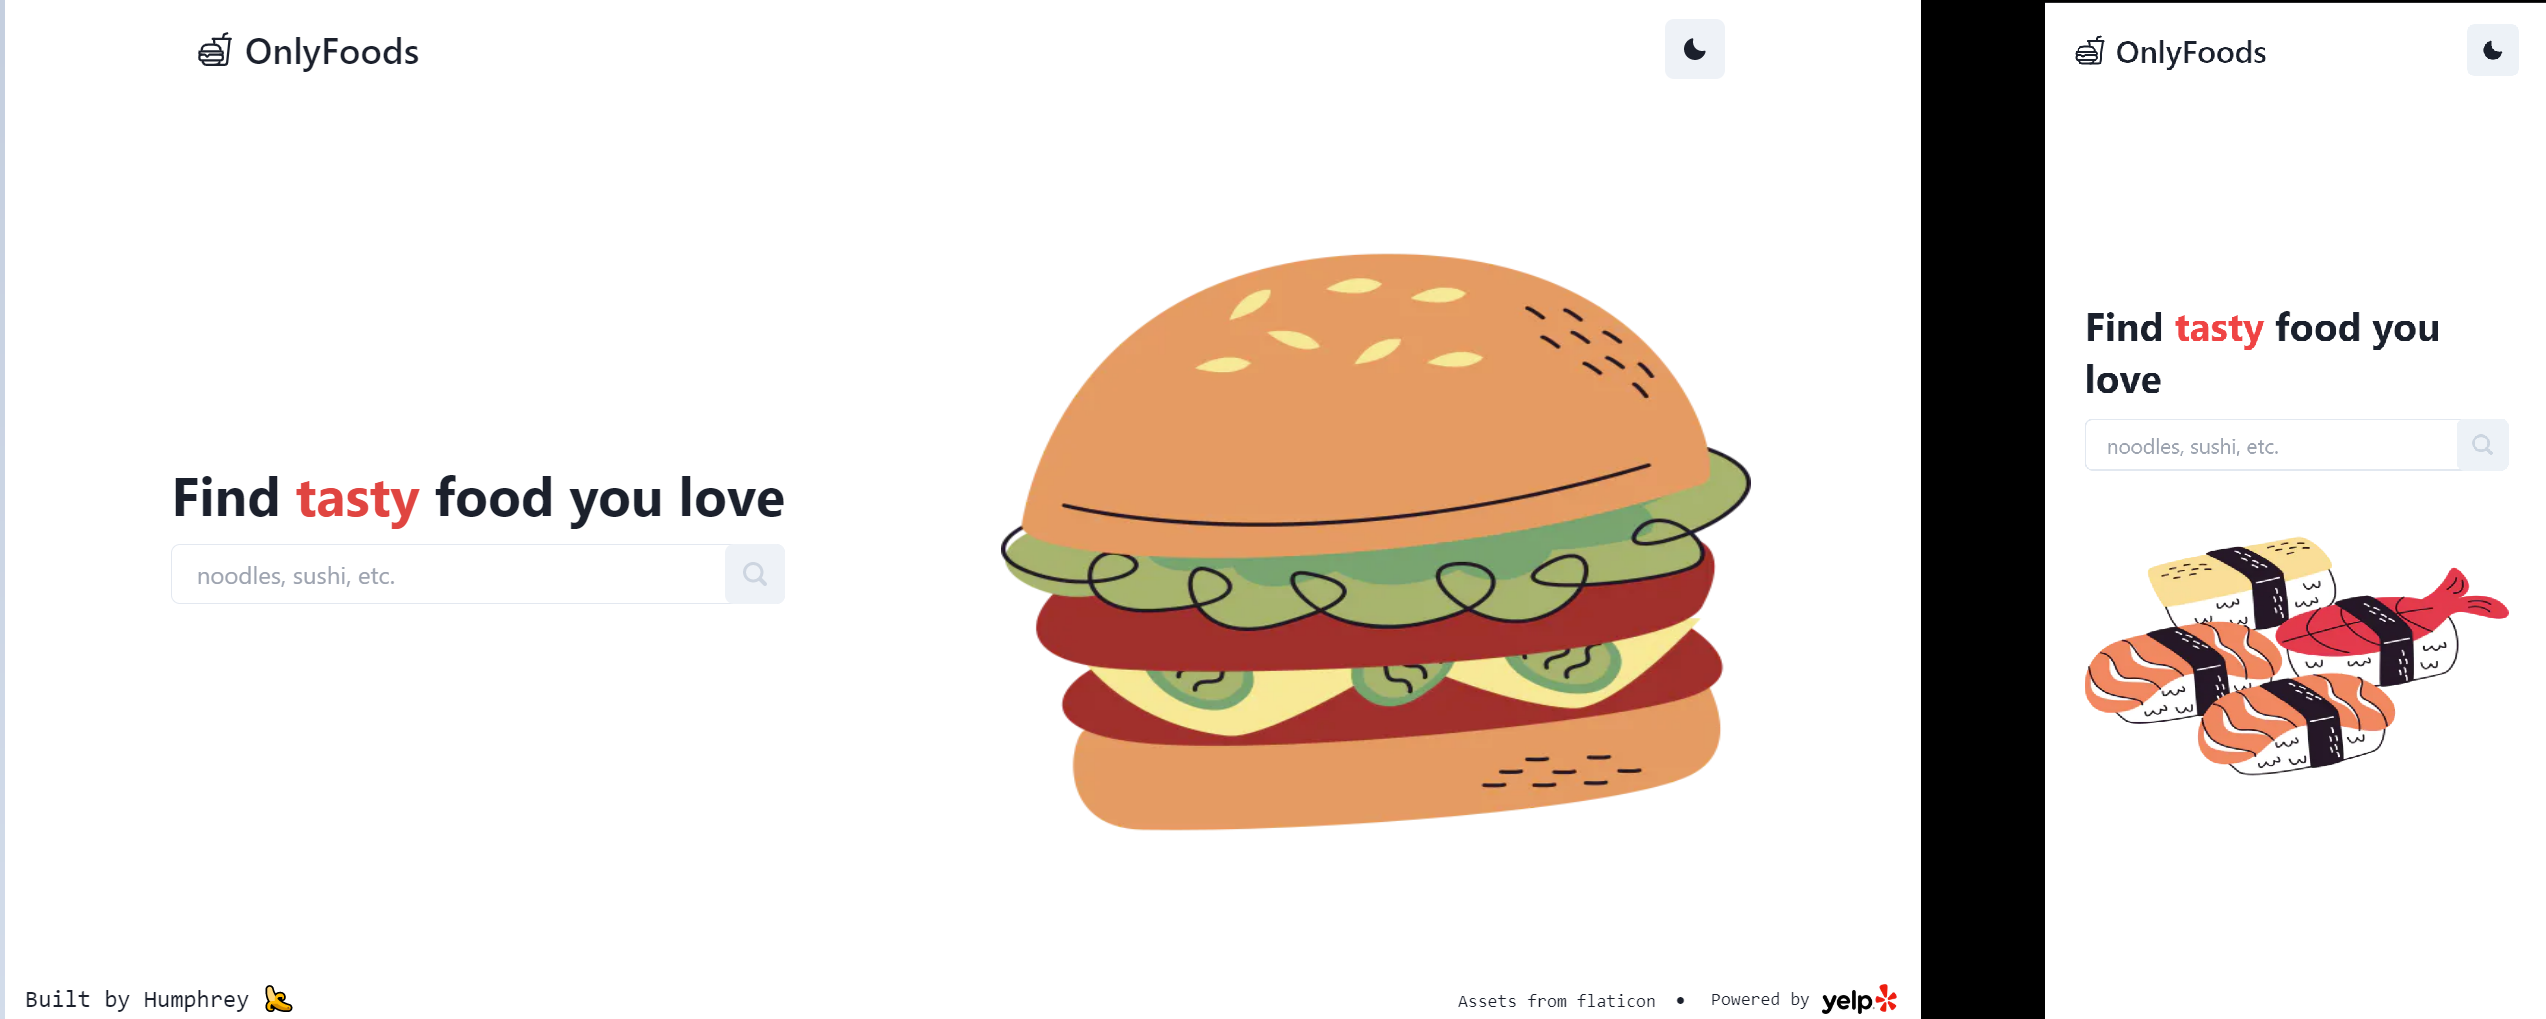 OnlyFoods
Find tasty food you love
noodles, sushi, etc.
Built by Humphrey
Assets from flaticon • Powered by yelp
OnlyFoods
Find tasty food you
love
noodles, sushi, etc.